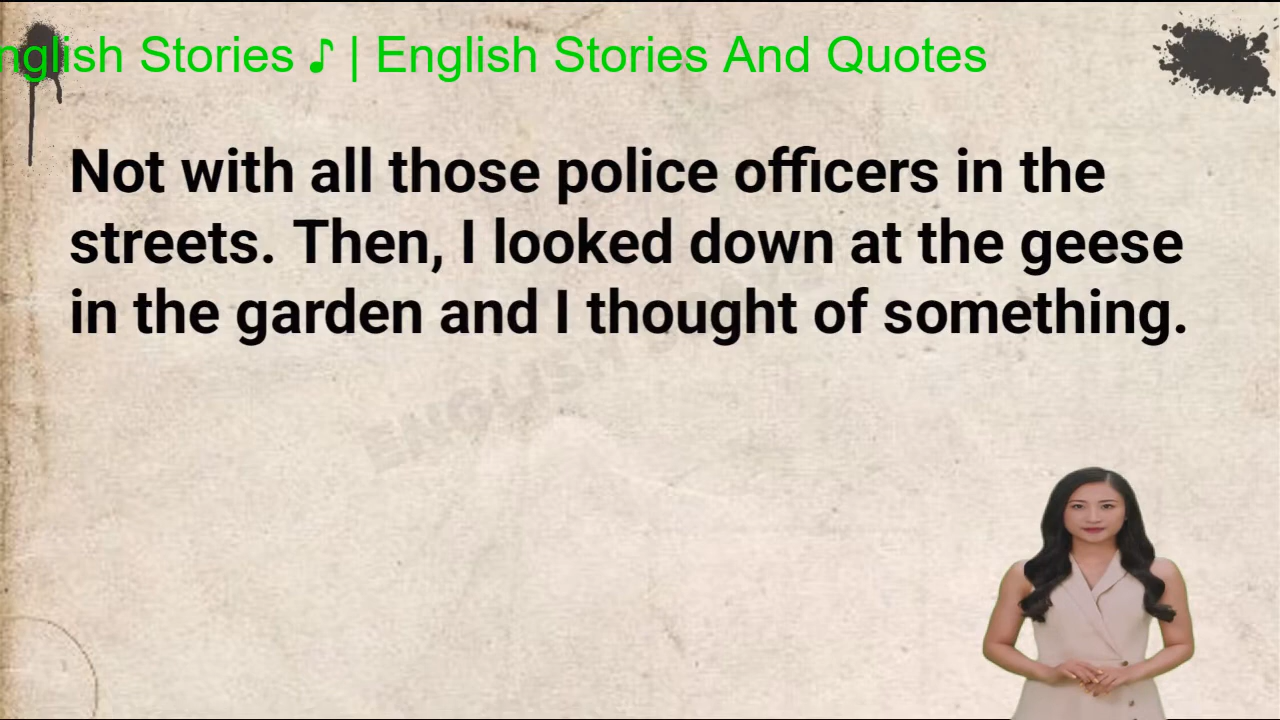 nglish Stories ♪ | English Stories And Quotes
Not with all those police officers in the
streets. Then, I looked down at the geese
in the garden and I thought of something.
ENGLISH